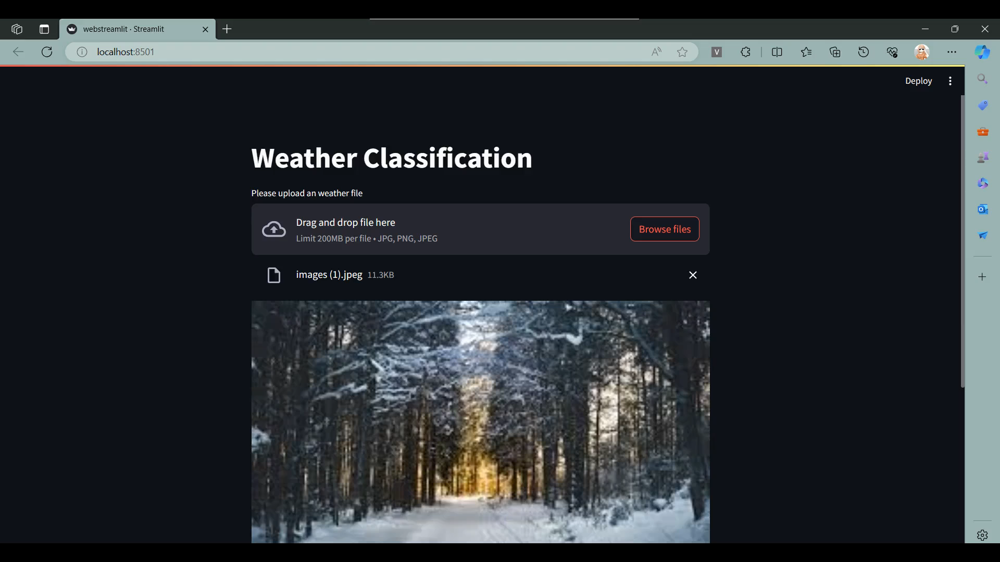 webstreamlit · Streamlit
localhost:8501
A
V
Deploy
Weather Classification
Please upload an weather file
Drag and drop file here
Limit 200MB per file • JPG, PNG, JPEG
Browse files
images (1).jpeg 11.3KB